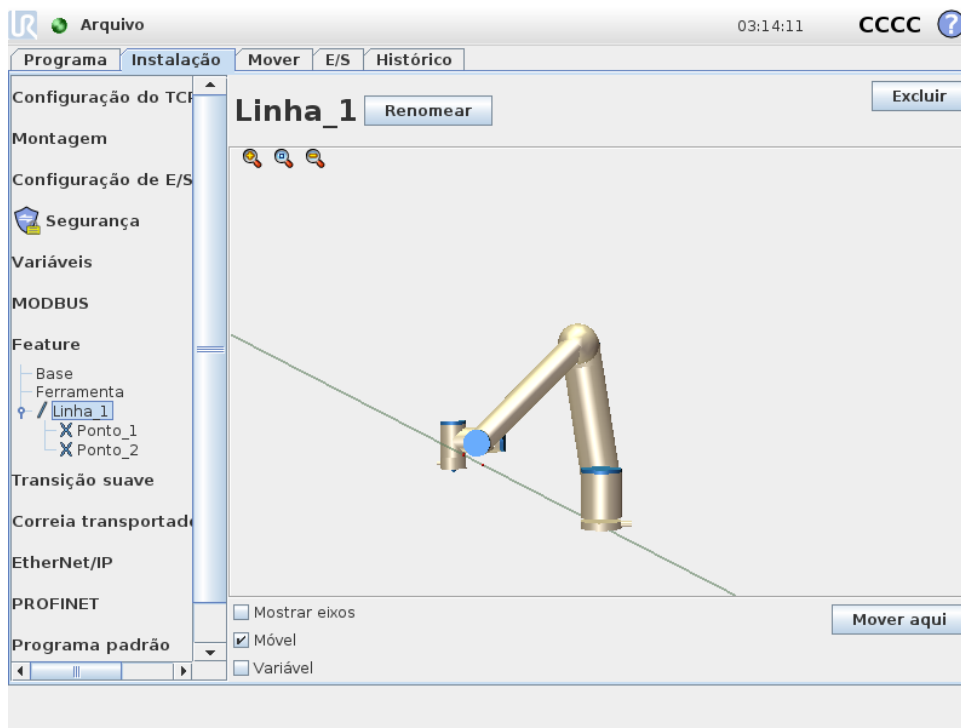 UR Arquivo 03:14:11 CCCC ?
Programa Instalação Mover E/S Histórico
Configuração do TCP
Montagem
Configuração de E/S
Segurança
Variáveis
MODBUS
Feature
Base
Ferramenta
Linha_1
Ponto_1
Ponto_2
Transição suave
Correia transportad
EtherNet/IP
PROFINET
Programa padrão
Linha_1 Renomear Excluir
Mostrar eixos
Móvel
Variável
Mover aqui